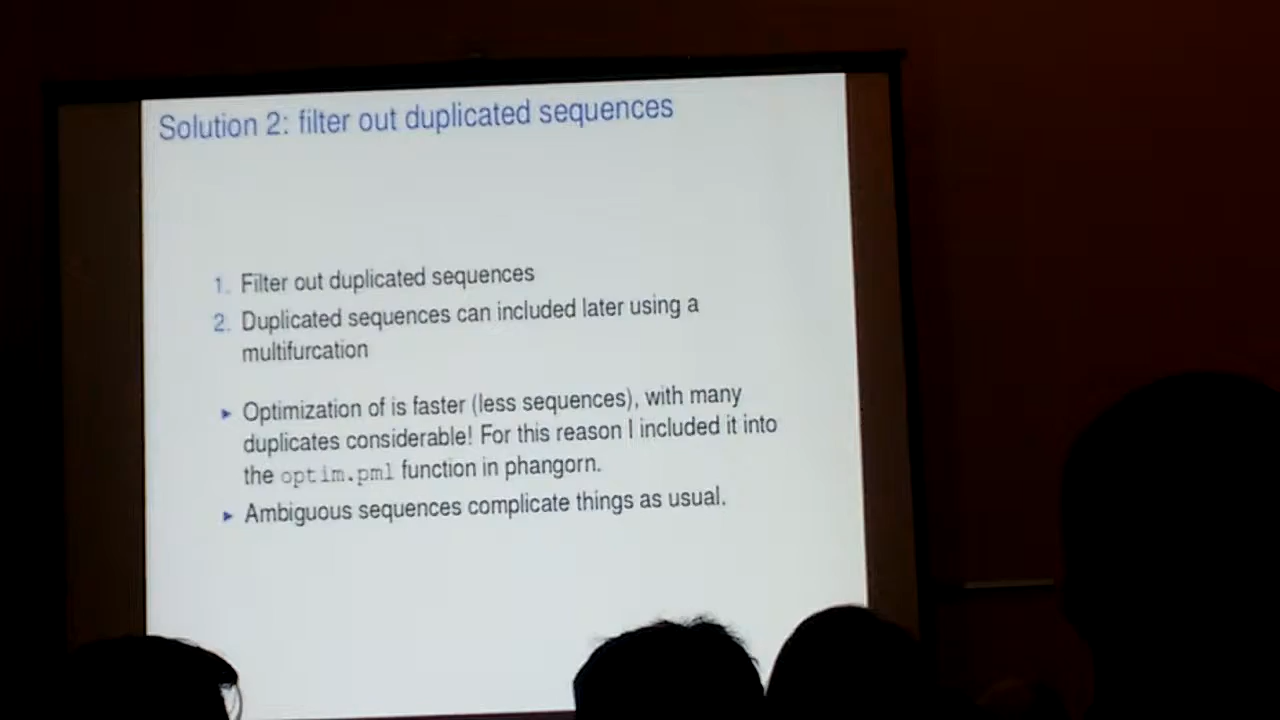 Solution 2: filter out duplicated sequences
1. Filter out duplicated sequences
2. Duplicated sequences can included later using a
multifurcation
▸ Optimization of is faster (less sequences), with many
duplicates considerable! For this reason I included it into
the optim.pml function in phangorn.
▸ Ambiguous sequences complicate things as usual.